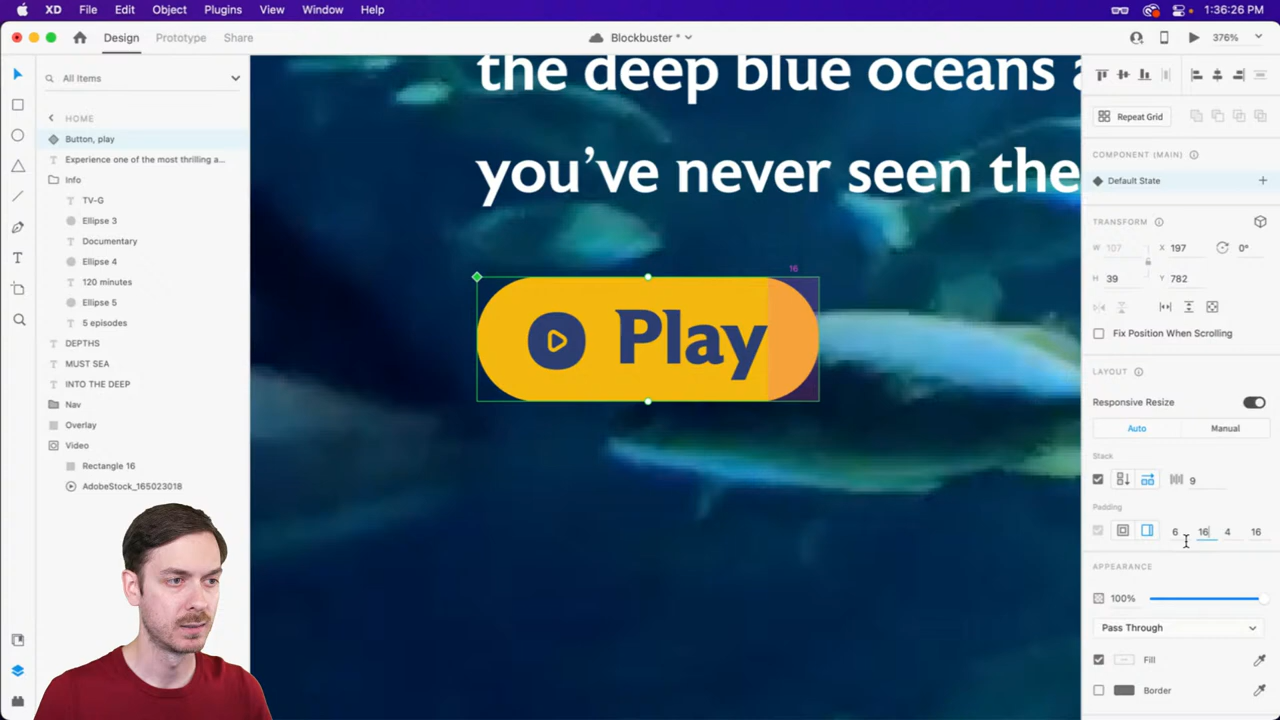 XD File Edit Object Plugins View Window Help 1:36:26 PM
Design Prototype Share Blockbuster * 376%
All Items
HOME
Button, play
Experience one of the most thrilling a...
Info
TV-G
Ellipse 3
Documentary
Ellipse 4
120 minutes
Ellipse 5
5 episodes
DEPTHS
MUST SEA
INTO THE DEEP
Nav
Overlay
Video
Rectangle 16
AdobeStock_165023018
the deep blue oceans a
you’ve never seen the
16
Play
Repeat Grid
COMPONENT (MAIN)
Default State
TRANSFORM
W 107 X 197 0°
H 39 Y 782
Fix Position When Scrolling
LAYOUT
Responsive Resize
Auto Manual
Stack
9
Padding
6 16 4 16
APPEARANCE
100%
Pass Through
Fill
Border